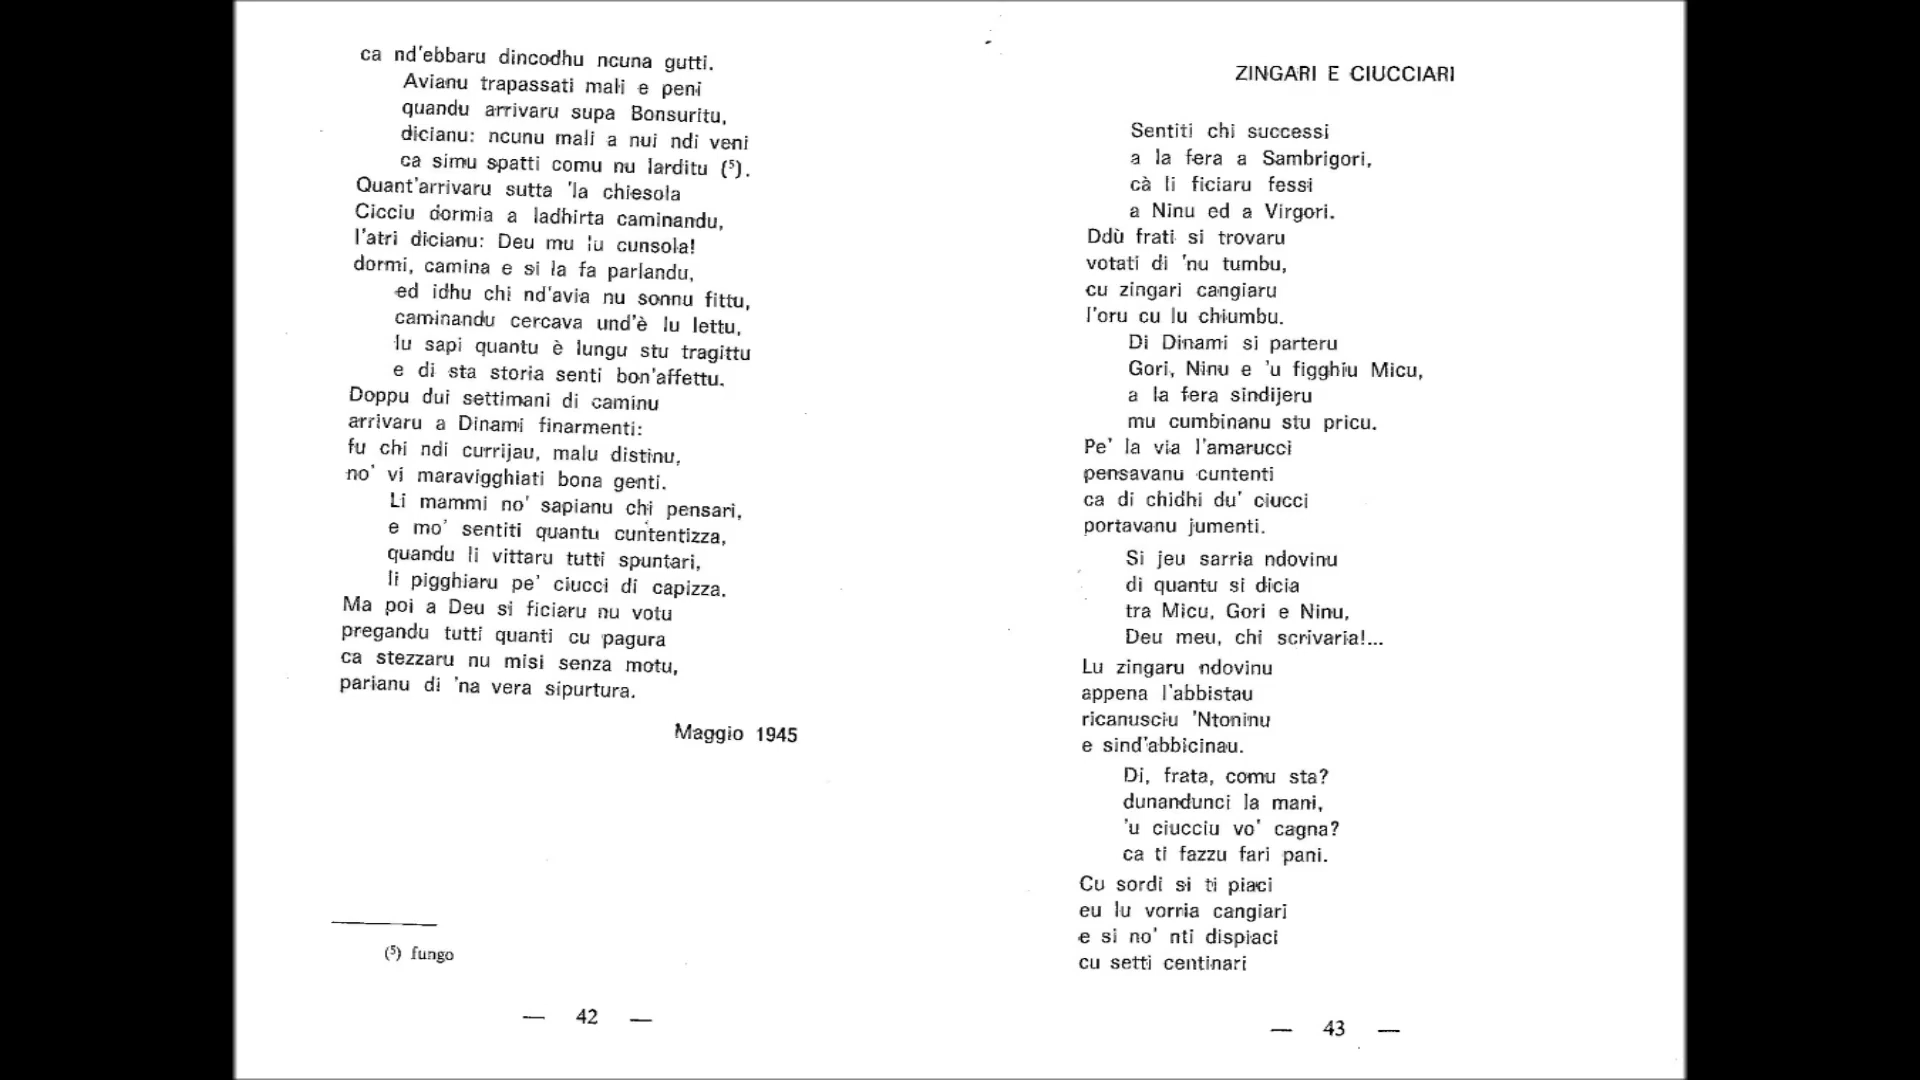 ca nd'ebbaru dincodhu ncuna gutti.
Avianu trapassati mali e peni
quandu arrivaru supa Bonsuritu,
dicianu: ncunu mali a nui ndi veni
ca simu spatti comu nu larditu (⁵).
Quant'arrivaru sutta 'la chiesola
Cicciu dormia a ladhirta caminandu,
l'atri dicianu: Deu mu lu cunsola!
dormi, camina e si la fa parlandu,
ed idhu chi nd'avia nu sonnu fittu,
caminandu cercava und'è lu lettu,
lu sapi quantu è lungu stu tragittu
e di sta storia senti bon'affettu.
Doppu dui settimani di caminu
arrivaru a Dinami finarmenti:
fu chi ndi currijau, malu distinu,
no' vi maravigghiati bona genti.
Li mammi no' sapianu chi pensari,
e mo' sentiti quantu cuntentizza,
quandu li vittaru tutti spuntari,
li pigghiaru pe' ciucci di capizza.
Ma poi a Deu si ficiaru nu votu
pregandu tutti quanti cu pagura
ca stezzaru nu misi senza motu,
parianu di 'na vera sipurtura.
Maggio 1945
(⁵) fungo
— 42 —
ZINGARI E CIUCCIARI
Sentiti chi successi
a la fera a Sambrigori,
cà li ficiaru fessi
a Ninu ed a Virgori.
Ddù frati si trovaru
votati di 'nu tumbu,
cu zingari cangiaru
l'oru cu lu chiumbu.
Di Dinami si parteru
Gori, Ninu e 'u figghiu Micu,
a la fera sindijeru
mu cumbinanu stu pricu.
Pe' la via l'amarucci
pensavanu cuntenti
ca di chidhi du' ciucci
portavanu jumenti.
Si jeu sarria ndovinu
di quantu si dicia
tra Micu, Gori e Ninu,
Deu meu, chi scrivaria!...
Lu zingaru ndovinu
appena l'abbistau
ricanusciu 'Ntoninu
e sind'abbicinau.
Di, frata, comu sta?
dunandunci la mani,
'u ciucciu vo' cagna?
ca ti fazzu fari pani.
Cu sordi si ti piaci
eu lu vorria cangiari
e si no' nti dispiaci
cu setti centinari
— 43 —